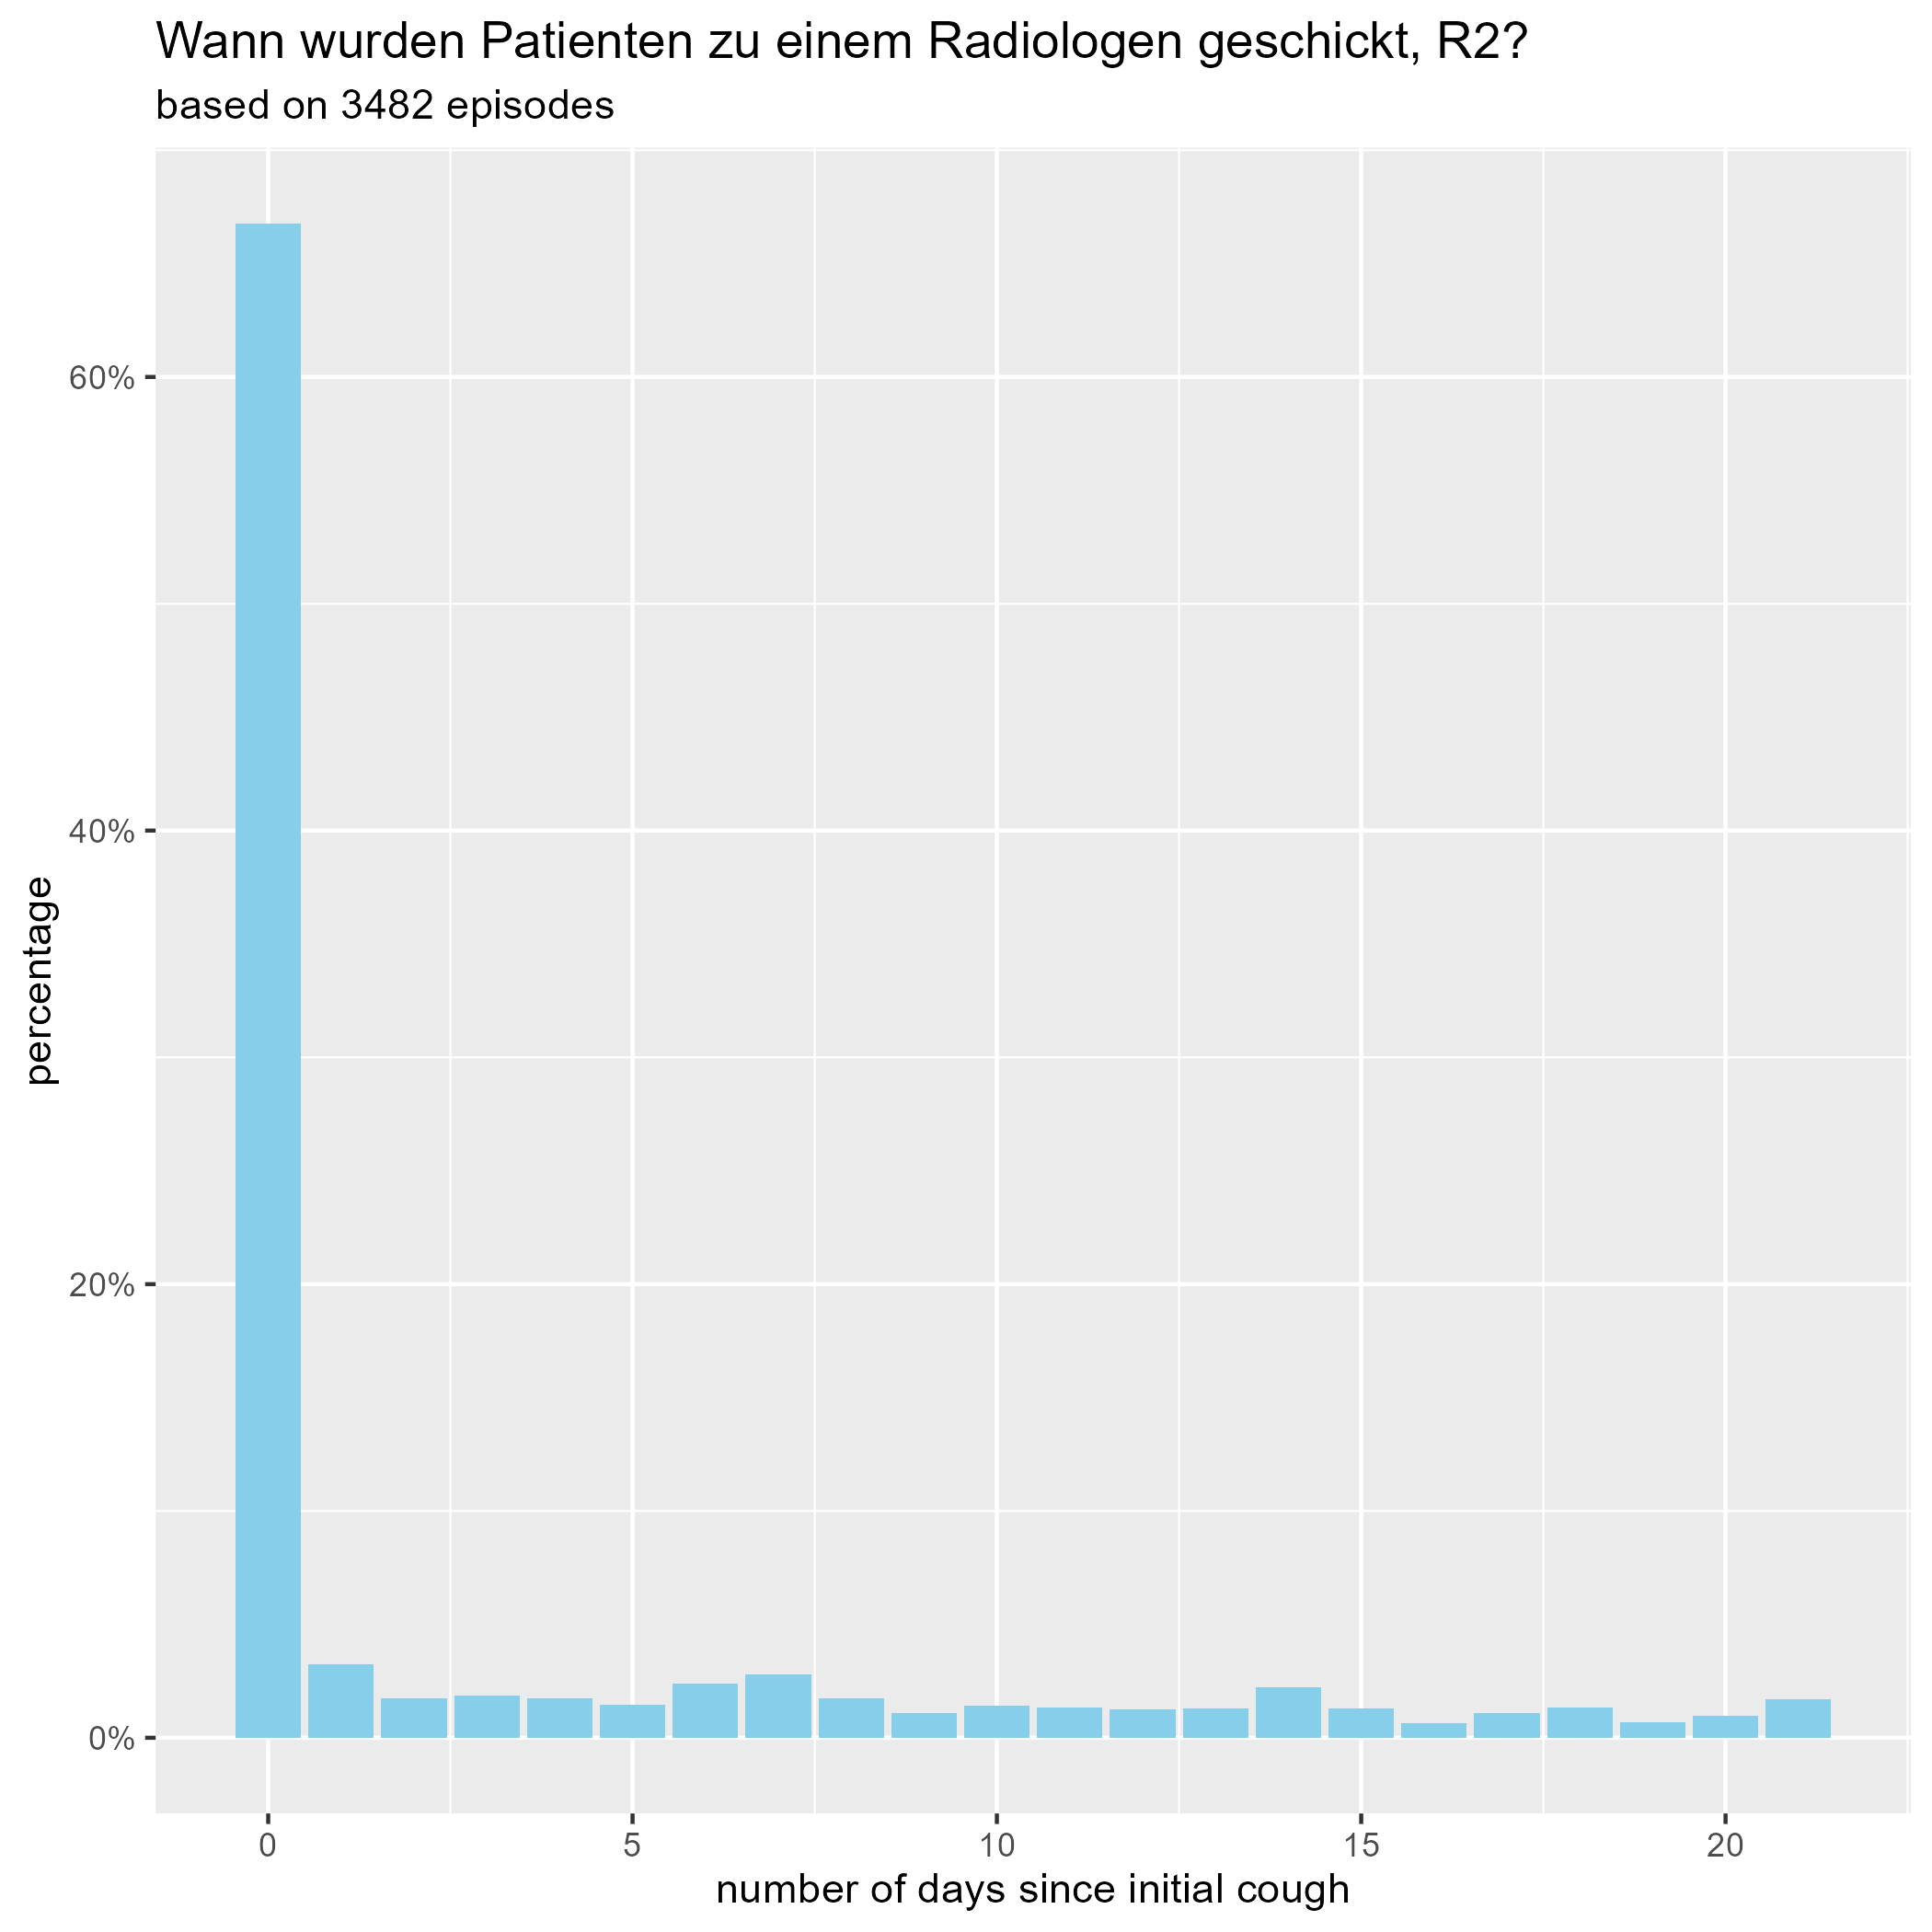 Wann wurden Patienten zu einem Radiologen geschickt, R2?
based on 3482 episodes
60%
40%
20%
0%
percentage
0 5 10 15 20
number of days since initial cough